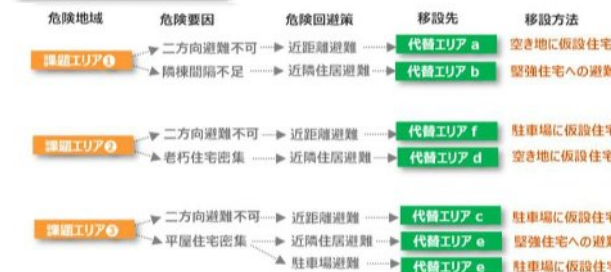 危険地域 危険要因 危険回避策 移設先 移設方法
課題エリア❶
二方向避難不可 近距離避難 代替エリア a 空き地に仮設住宅
隣棟間隔不足 近隣住居避難 代替エリア b 堅強住宅への避難
課題エリア❷
二方向避難不可 近距離避難 代替エリア f 駐車場に仮設住宅
老朽住宅密集 近隣住居避難 代替エリア d 空き地に仮設住宅
課題エリア❸
二方向避難不可 近距離避難 代替エリア c 駐車場に仮設住宅
平屋住宅密集 近隣住居避難 代替エリア e 堅強住宅への避難
駐車場避難 代替エリア e 駐車場に仮設住宅